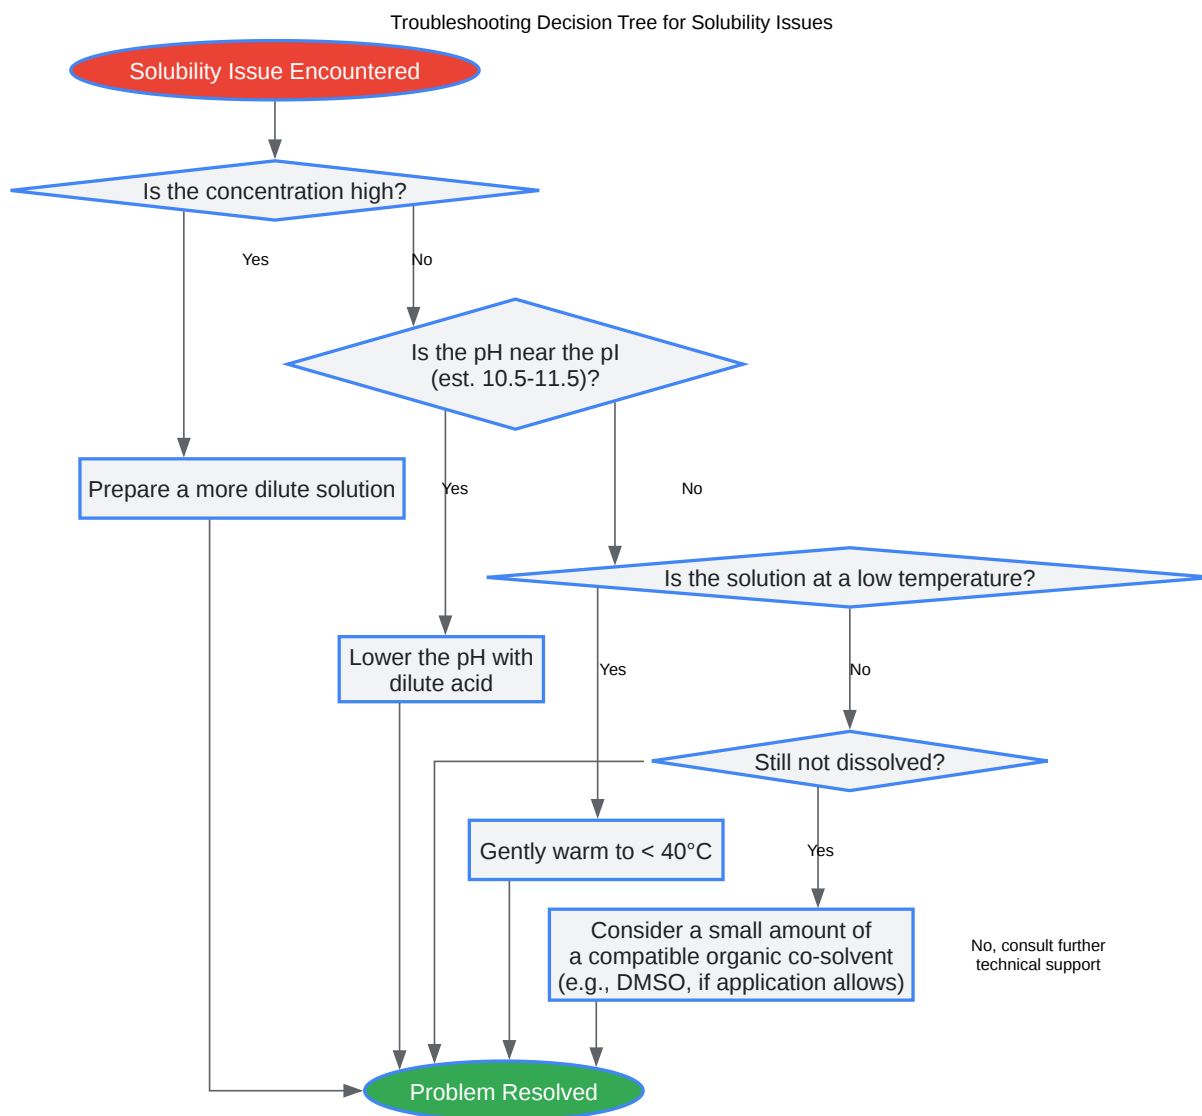 Troubleshooting Decision Tree for Solubility Issues
Solubility Issue Encountered
Is the concentration high?
Yes
No
Is the pH near the pI
(est. 10.5-11.5)?
Prepare a more dilute solution
Yes
No
Is the solution at a low temperature?
Lower the pH with
dilute acid
Yes
No
Still not dissolved?
Gently warm to < 40°C
Yes
Consider a small amount of
a compatible organic co-solvent
(e.g., DMSO, if application allows)
No, consult further
technical support
Problem Resolved